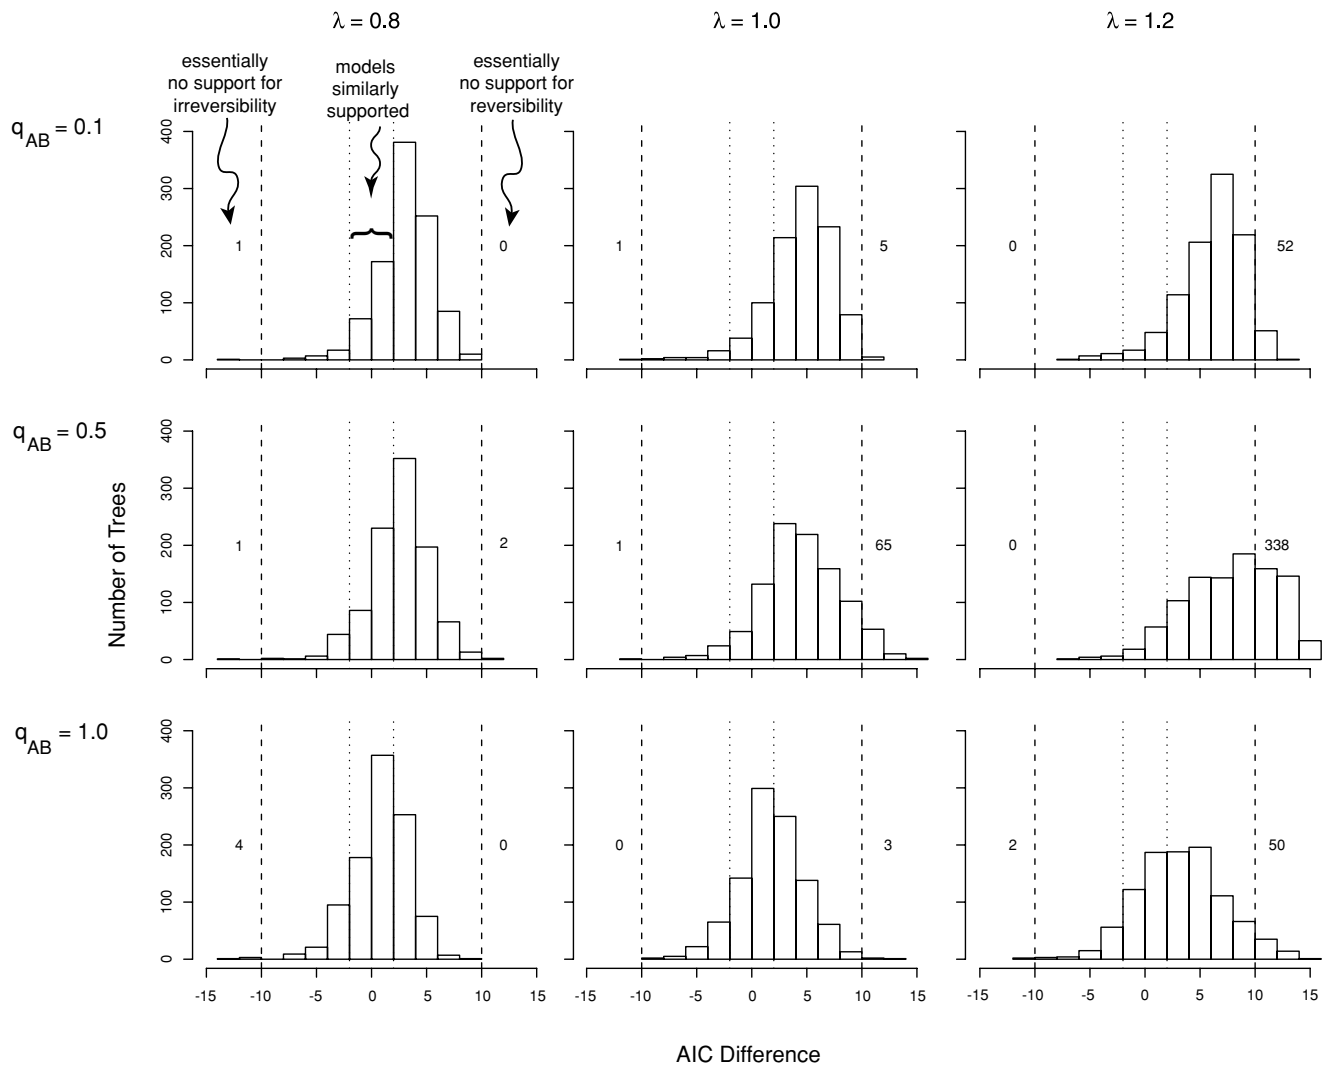 λ = 0.8 λ = 1.0 λ = 1.2
essentially
no support for
irreversibility
models
similarly
supported
essentially
no support for
reversibility
q_AB = 0.1
400
300
200
100
0
1 0 1 5 0 52
-15 -10 -5 0 5 10 15 -15 -10 -5 0 5 10 15 -15 -10 -5 0 5 10 15
q_AB = 0.5
Number of Trees
400
300
200
100
0
1 2 1 65 0 338
q_AB = 1.0
400
300
200
100
0
4 0 0 3 2 50
AIC Difference